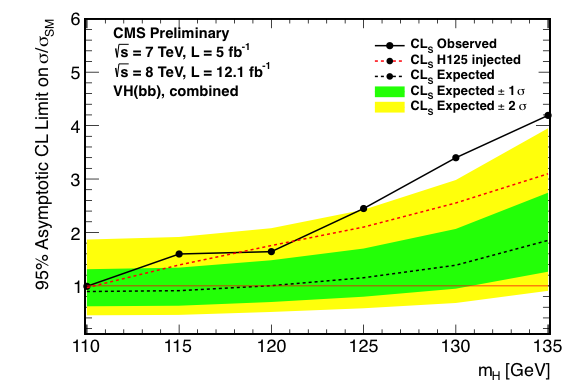 CMS Preliminary
√s = 7 TeV, L = 5 fb⁻¹
√s = 8 TeV, L = 12.1 fb⁻¹
VH(bb), combined
CLS Observed
CLS H125 injected
CLS Expected
CLS Expected ± 1 σ
CLS Expected ± 2 σ
95% Asymptotic CL Limit on σ/σSM
6
5
4
3
2
1
110 115 120 125 130 135
mH [GeV]